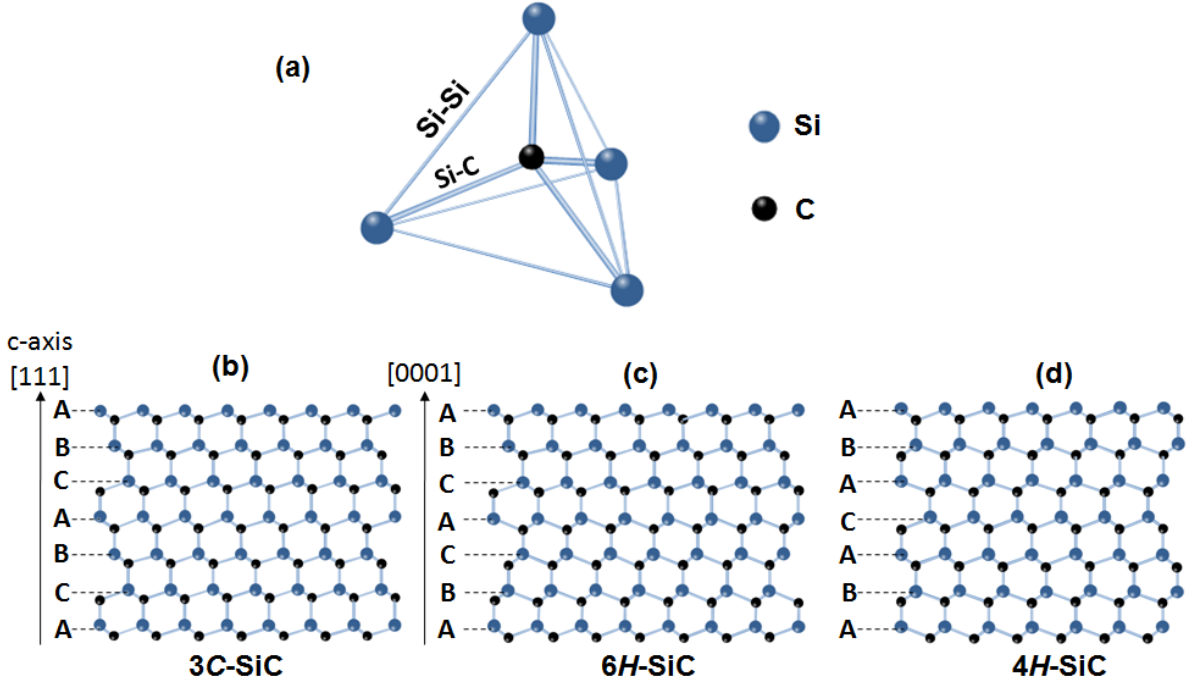 (a)
Si-Si
Si-C
Si
C
c-axis
[111]
(b)
A
B
C
A
B
C
A
3C-SiC
[0001]
(c)
A
B
C
A
C
B
A
6H-SiC
(d)
A
B
A
C
A
B
A
4H-SiC